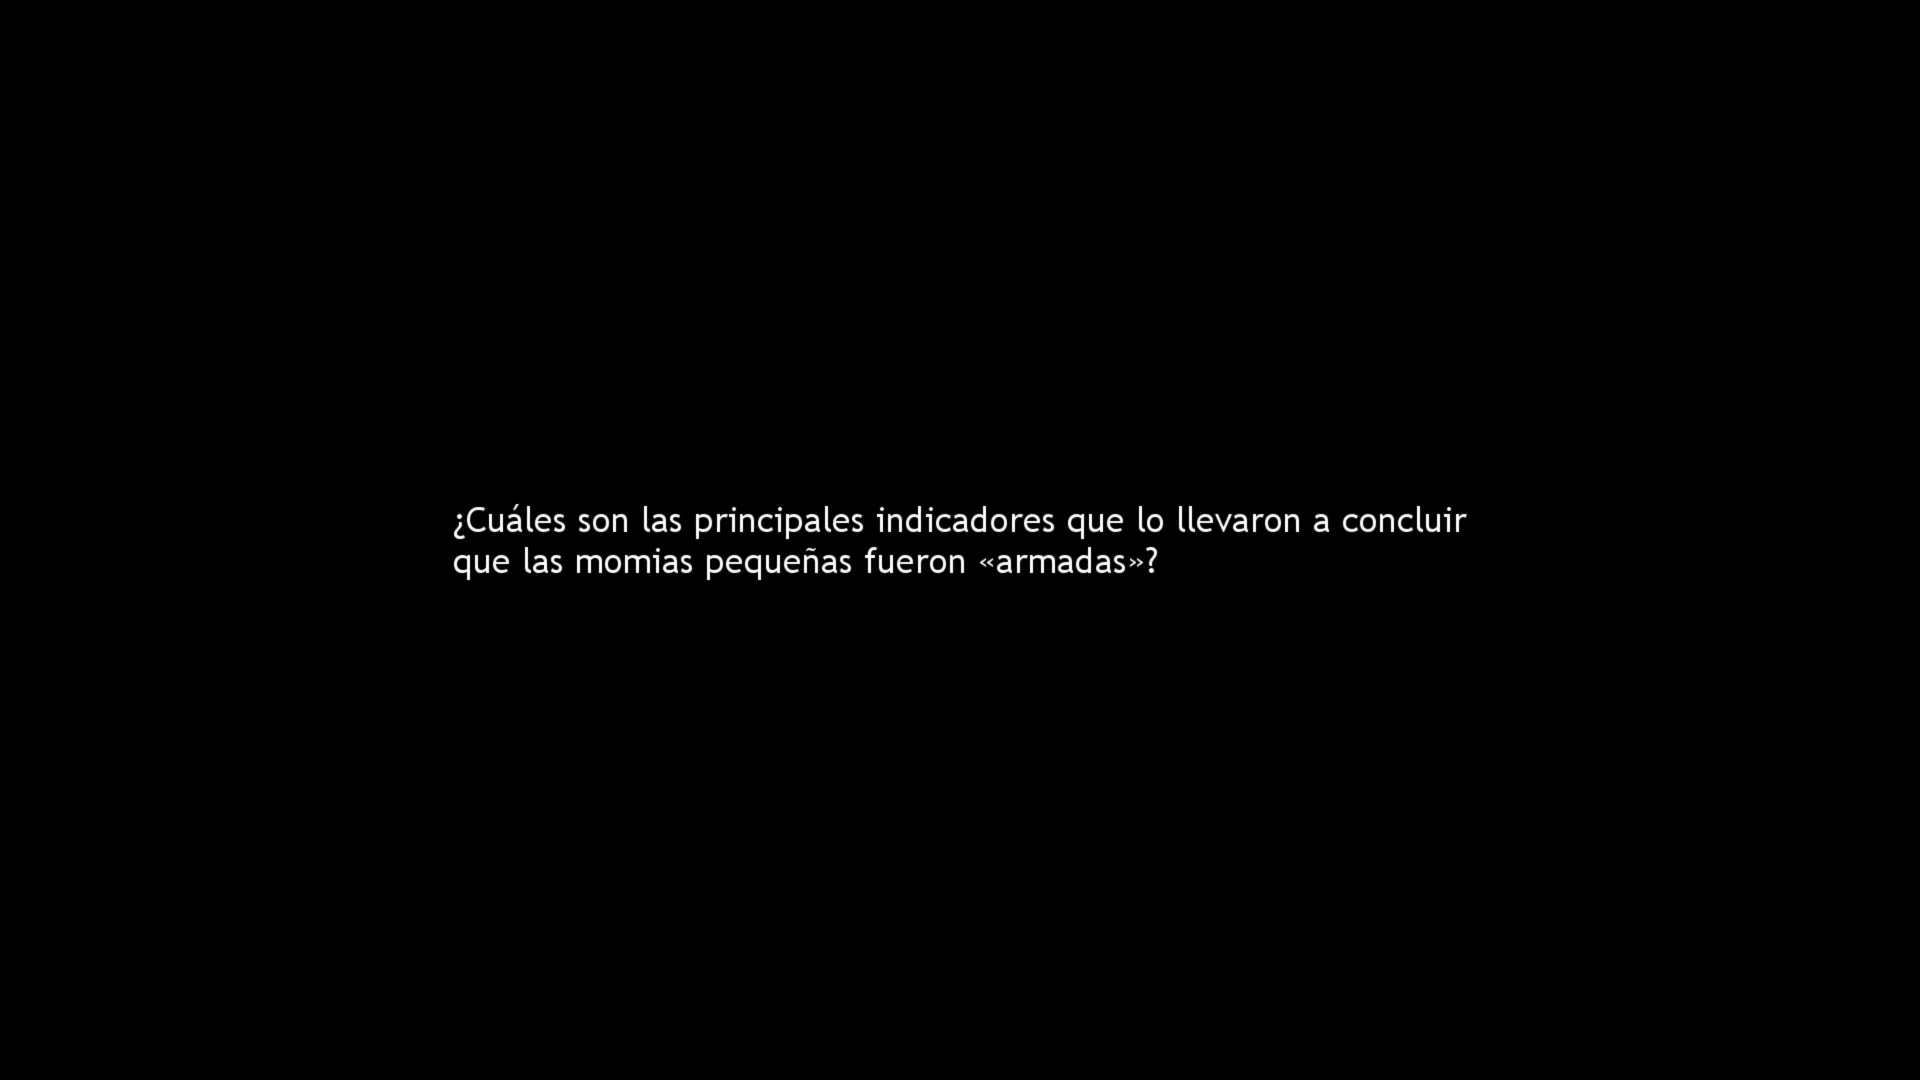 ¿Cuáles son las principales indicadores que lo llevaron a concluir
que las momias pequeñas fueron «armadas»?